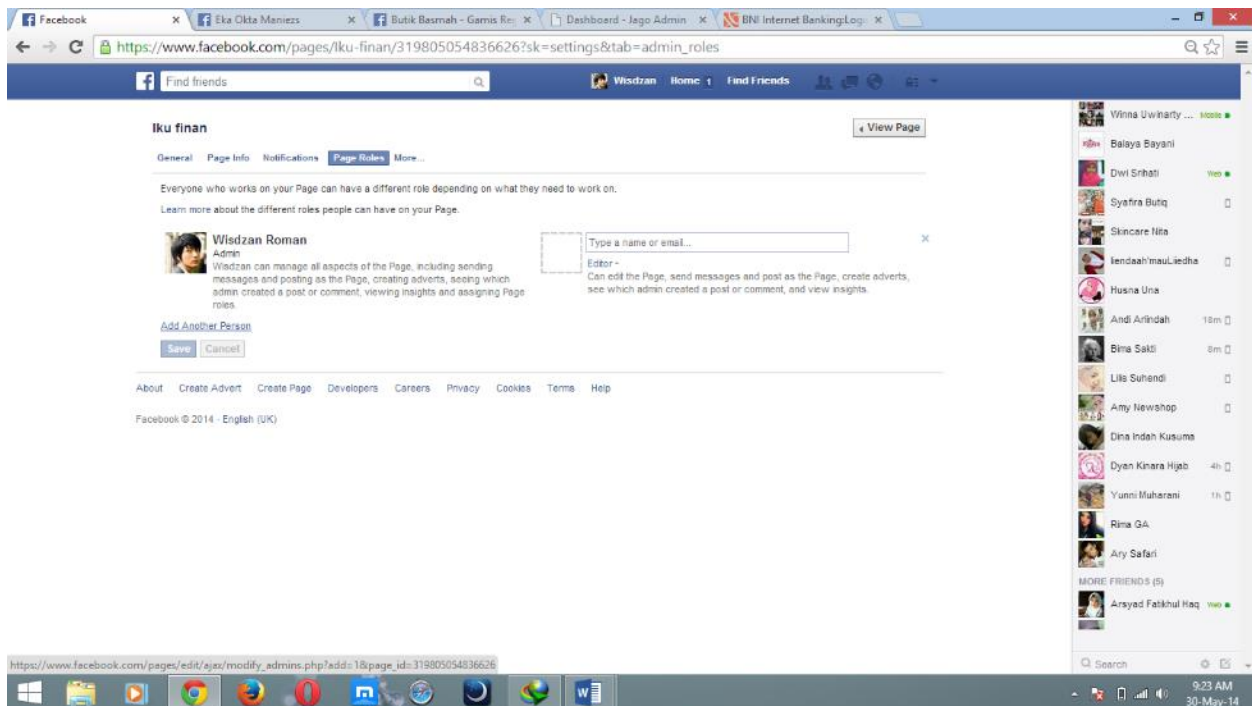 Facebook
Eka Okta Maniezs
Butik Basmah - Gamis Re
Dashboard - Jago Admin
BNI Internet Banking:Logi
https://www.facebook.com/pages/Iku-finan/319805054836626?sk=settings&tab=admin_roles
Find friends
Wisdzan Home 1 Find Friends
Iku finan
View Page
General Page Info Notifications Page Roles More...
Everyone who works on your Page can have a different role depending on what they need to work on.
Learn more about the different roles people can have on your Page.
Wisdzan Roman
Admin
Wisdzan can manage all aspects of the Page, including sending
messages and posting as the Page, creating adverts, seeing which
admin created a post or comment, viewing insights and assigning Page
roles.
Type a name or email...
Editor
Can edit the Page, send messages and post as the Page, create adverts,
see which admin created a post or comment, and view insights.
Add Another Person
Save Cancel
About Create Advert Create Page Developers Careers Privacy Cookies Terms Help
Facebook © 2014 · English (UK)
Winna Uwinarty ... Mobile
Balaya Bayani
Dwi Srihati Web
Syafira Butiq
Skincare Nita
liendaah'mauLiedha
Husna Una
Andi Arindah 18m
Bima Sakti 8m
Lilis Suhendi
Amy Newshop
Dina Indah Kusuma
Dyan Kinara Hijab 4h
Yunni Muharani 1h
Rima GA
Ary Safari
MORE FRIENDS (5)
Arsyad Fatikhul Haq Web
Search
https://www.facebook.com/pages/edit/ajax/modify_admins.php?add=1&page_id=319805054836626
9:23 AM
30-May-14